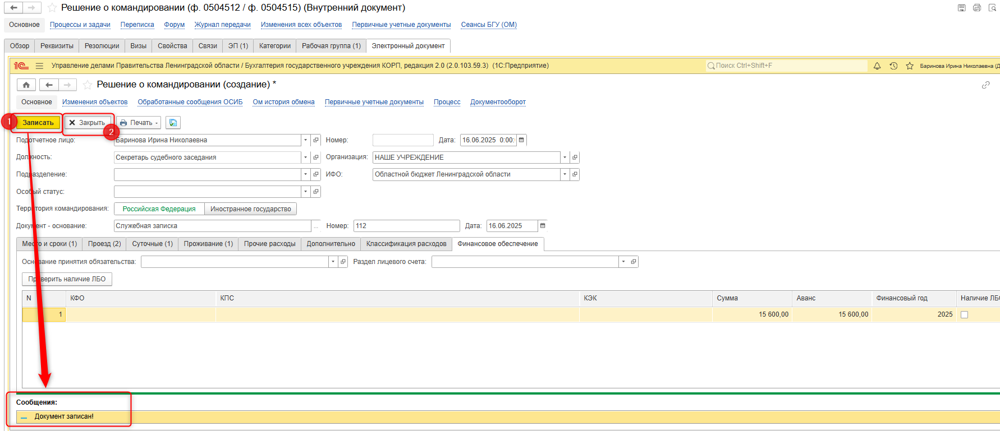 Решение о командировании (ф. 0504512 / ф. 0504515) (Внутренний документ)
Основное Процессы и задачи Переписка Форум Журнал передачи Изменения всех объектов Первичные учетные документы Сеансы БГУ (ОМ)
Обзор Реквизиты Резолюции Визы Свойства Связи ЭП (1) Категории Рабочая группа (1) Электронный документ
1С Управление делами Правительства Ленинградской области / Бухгалтерия государственного учреждения КОРП, редакция 2.0 (2.0.103.59.3) (1С:Предприятие) Поиск Ctrl+Shift+F Баринова Ирина Николаевна (Д
Решение о командировании (создание) *
Основное Изменения объектов Обработанные сообщения ОСИБ Ом история обмена Первичные учетные документы Процесс Документооборот
1 Записать Закрыть 2 Печать
Подотчетное лицо: Баринова Ирина Николаевна Номер: Дата: 16.06.2025 0:00:
Должность: Секретарь судебного заседания Организация: НАШЕ УЧРЕЖДЕНИЕ
Подразделение: ИФО: Областной бюджет Ленинградской области
Особый статус:
Территория командирования: Российская Федерация Иностранное государство
Документ - основание: Служебная записка ... Номер: 112 Дата: 16.06.2025
Место и сроки (1) Проезд (2) Суточные (1) Проживание (1) Прочие расходы Дополнительно Классификация расходов Финансовое обеспечение
Основание принятия обязательства: Раздел лицевого счета:
Проверить наличие ЛБО
N КФО КПС КЭК Сумма Аванс Финансовый год Наличие ЛБО
1 15 600,00 15 600,00 2025
Сообщения:
Документ записан!